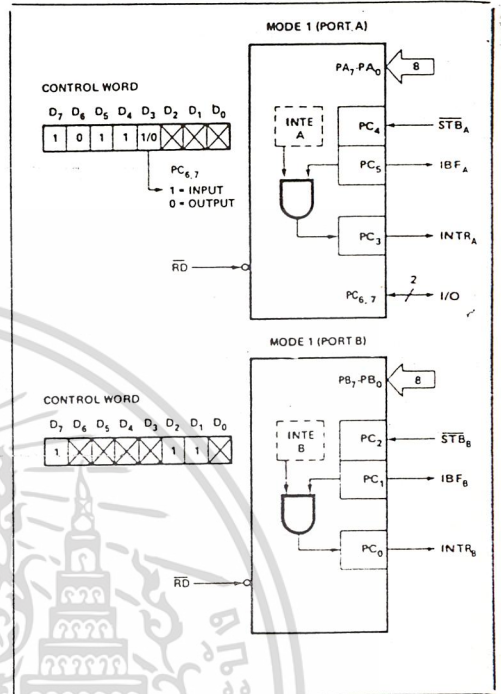 MODE 1 (PORT A)
PA7-PA0
8
CONTROL WORD
D7 D6 D5 D4 D3 D2 D1 D0
1 0 1 1 1/0
PC6,7
1 = INPUT
0 = OUTPUT
INTE
A
PC4
STBA
PC5
IBFA
PC3
INTRA
RD
PC6,7
2
I/O
MODE 1 (PORT B)
PB7-PB0
8
CONTROL WORD
D7 D6 D5 D4 D3 D2 D1 D0
1 1 1
INTE
B
PC2
STBB
PC1
IBFB
PC0
INTRB
RD